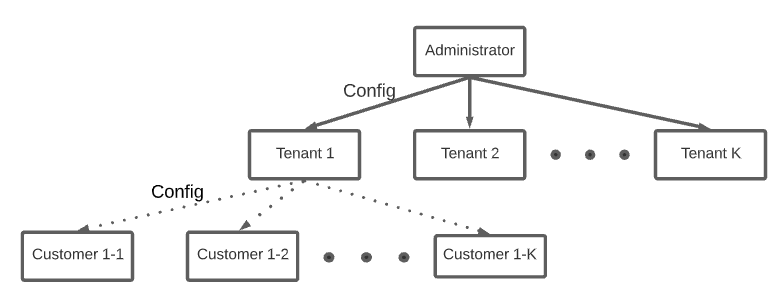 Administrator
Config
Tenant 1
Tenant 2
Tenant K
Config
Customer 1-1
Customer 1-2
Customer 1-K